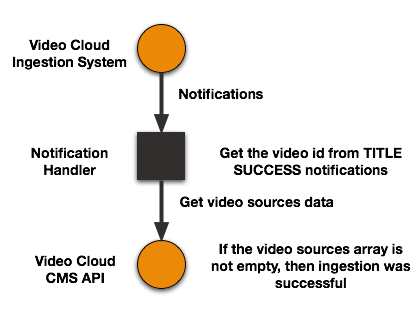 Video Cloud
Ingestion System
Notifications
Notification
Handler
Get the video id from TITLE
SUCCESS notifications
Get video sources data
Video Cloud
CMS API
If the video sources array is
not empty, then ingestion was
successful